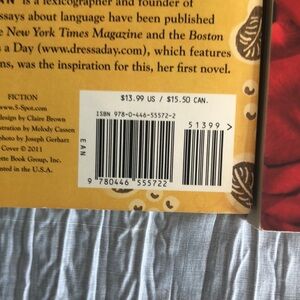 AN is a lexicographer and founder of
ssays about language have been published
e New York Times Magazine and the Boston
s a Day (www.dressaday.com), which features
ns, was the inspiration for this, her first novel.
FICTION
www.5-Spot.com
design by Claire Brown
stration by Melody Cassen
photo by Joseph Gerhart
Cover © 2011
ette Book Group, Inc.
nted in the U.S.A.
$13.99 US / $15.50 CAN.
ISBN 978-0-446-55572-2
51399 >
EAN
9 780446 555722